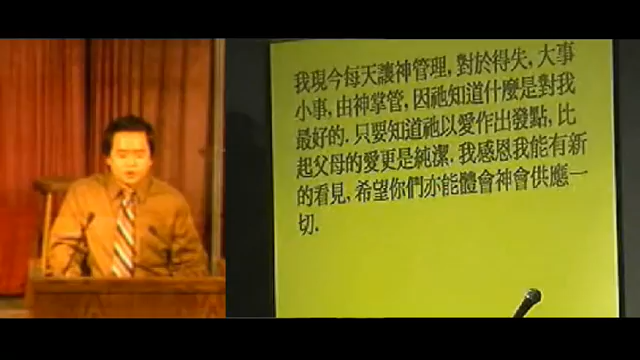 我現今每天讓神管理, 對於得失, 大事
小事, 由神掌管, 因祂知道什麼是對我
最好的. 只要知道祂以愛作出發點, 比
起父母的愛更是純潔. 我感恩我能有新
的看見, 希望你們亦能體會神會供應一
切.